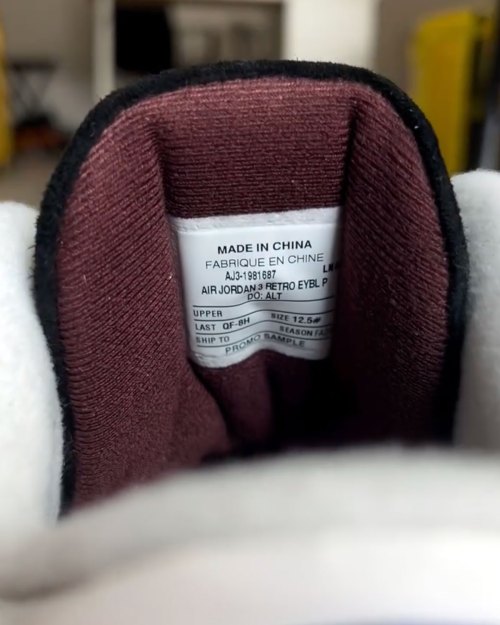 MADE IN CHINA
FABRIQUE EN CHINE
AJ3-1981687
AIR JORDAN 3 RETRO EYBL P
DO: ALT
UPPER
LAST QF-8H SIZE 12.5#
SHIP TO SEASON
PROMO SAMPLE